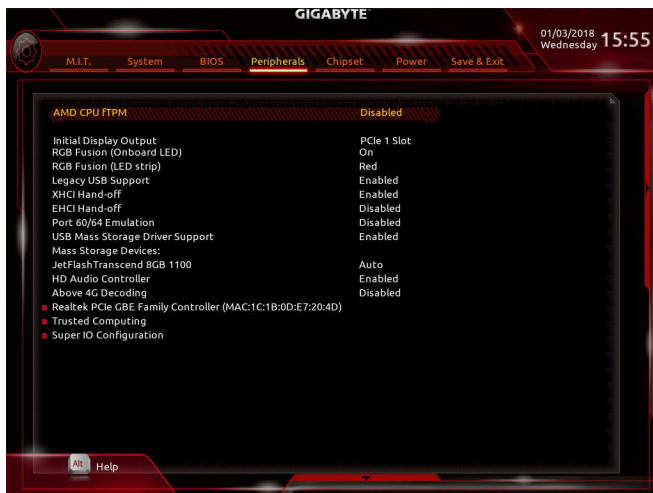 GIGABYTE™
01/03/2018 Wednesday 15:55
M.I.T. System BIOS Peripherals Chipset Power Save & Exit
AMD CPU fTPM Disabled
Initial Display Output PCIe 1 Slot
RGB Fusion (Onboard LED) On
RGB Fusion (LED strip) Red
Legacy USB Support Enabled
XHCI Hand-off Enabled
EHCI Hand-off Disabled
Port 60/64 Emulation Disabled
USB Mass Storage Driver Support Enabled
Mass Storage Devices:
JetFlashTranscend 8GB 1100 Auto
HD Audio Controller Enabled
Above 4G Decoding Disabled
Realtek PCIe GBE Family Controller (MAC:1C:1B:0D:E7:20:4D)
Trusted Computing
Super IO Configuration
Alt Help